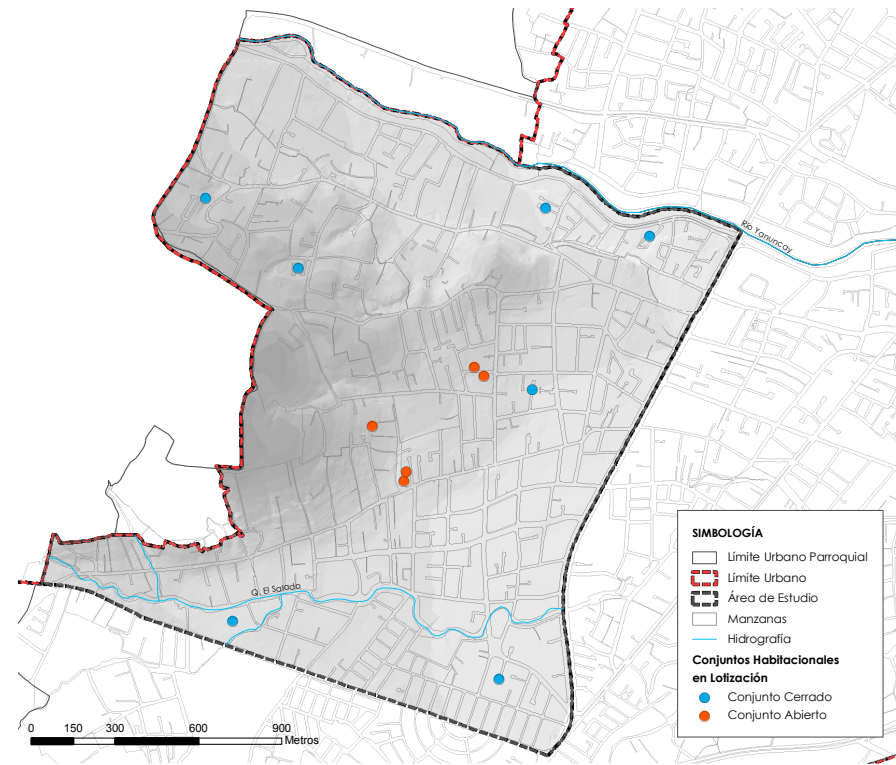 Río Yanuncay
Q. El Salado
SIMBOLOGÍA
Límite Urbano Parroquial
Límite Urbano
Área de Estudio
Manzanas
Hidrografía
Conjuntos Habitacionales
en Lotización
Conjunto Cerrado
Conjunto Abierto
0 150 300 600 900
Metros